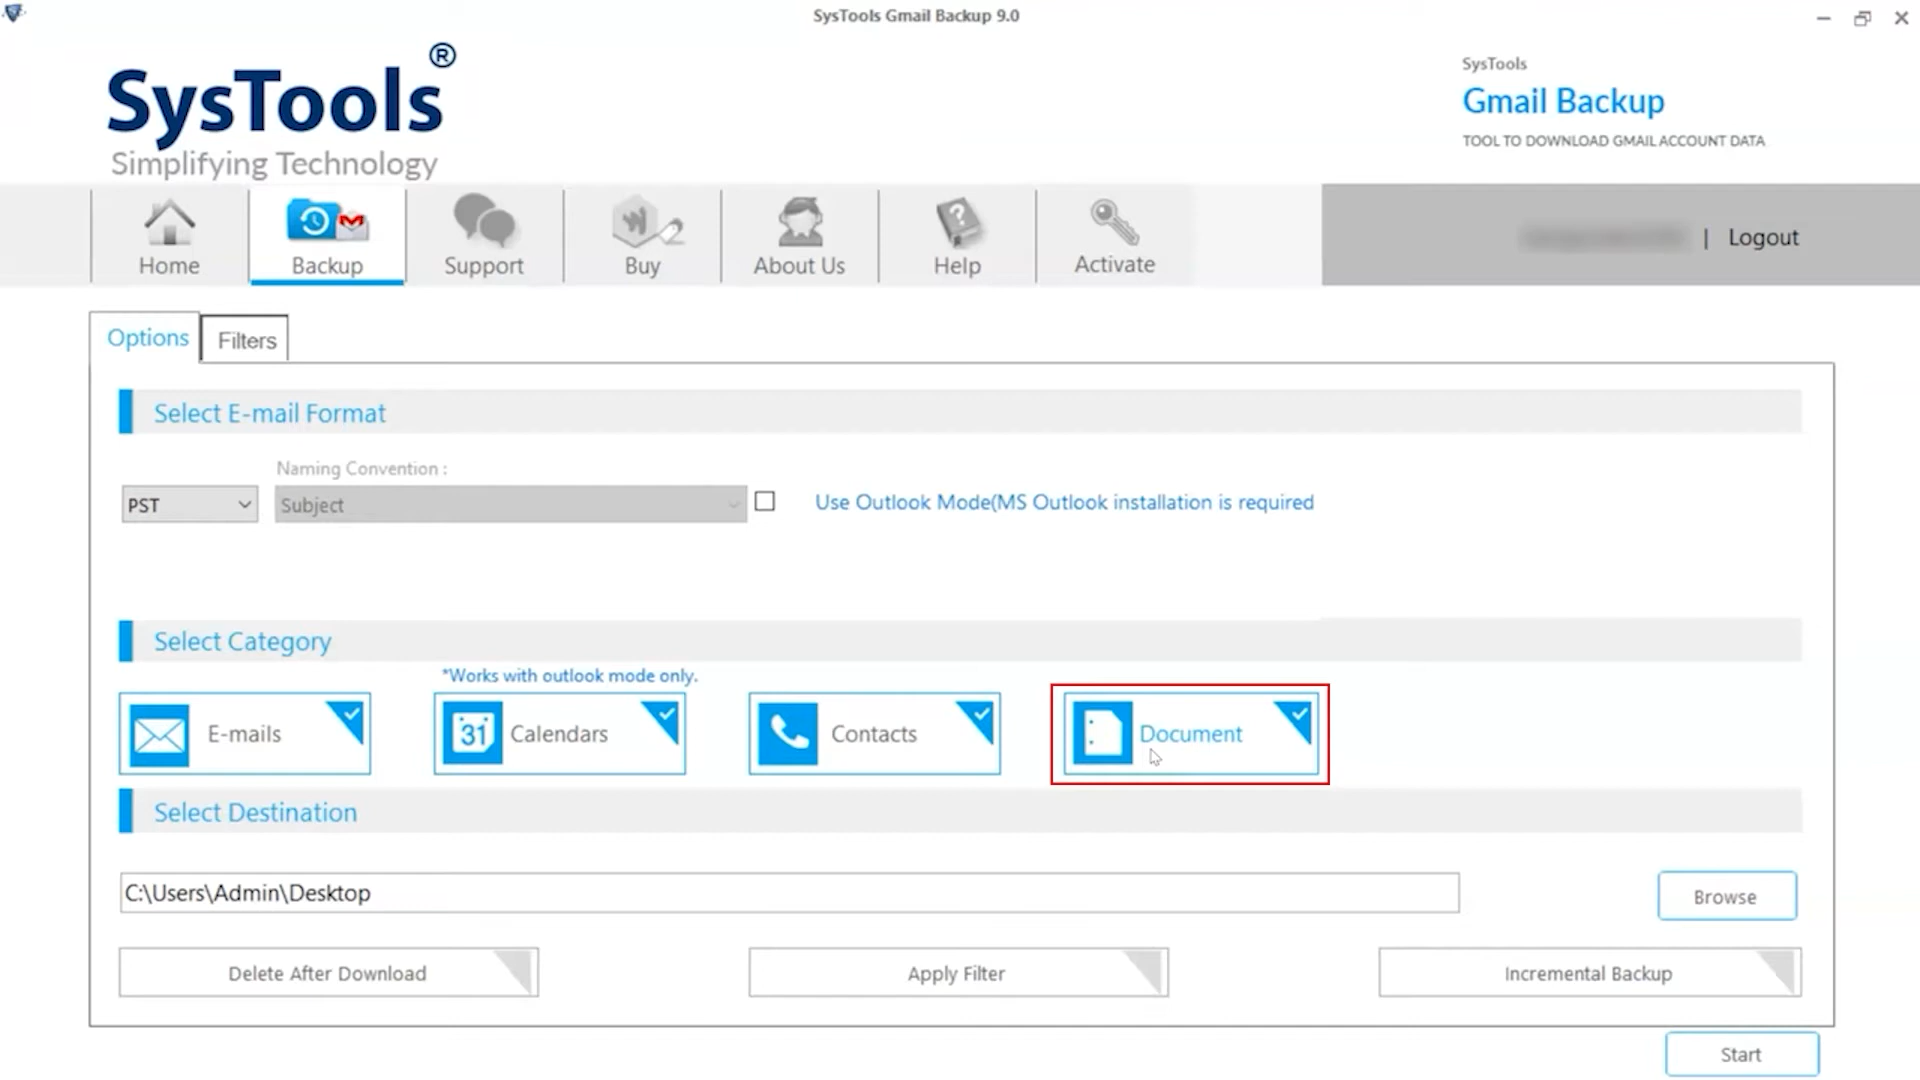 SysTools Gmail Backup 9.0
SysTools®
Simplifying Technology
SysTools
Gmail Backup
TOOL TO DOWNLOAD GMAIL ACCOUNT DATA
Home
Backup
Support
Buy
About Us
Help
Activate
| Logout
Options
Filters
Select E-mail Format
Naming Convention :
PST
Subject
Use Outlook Mode(MS Outlook installation is required
Select Category
*Works with outlook mode only.
E-mails
31
Calendars
Contacts
Document
Select Destination
C:\Users\Admin\Desktop
Browse
Delete After Download
Apply Filter
Incremental Backup
Start